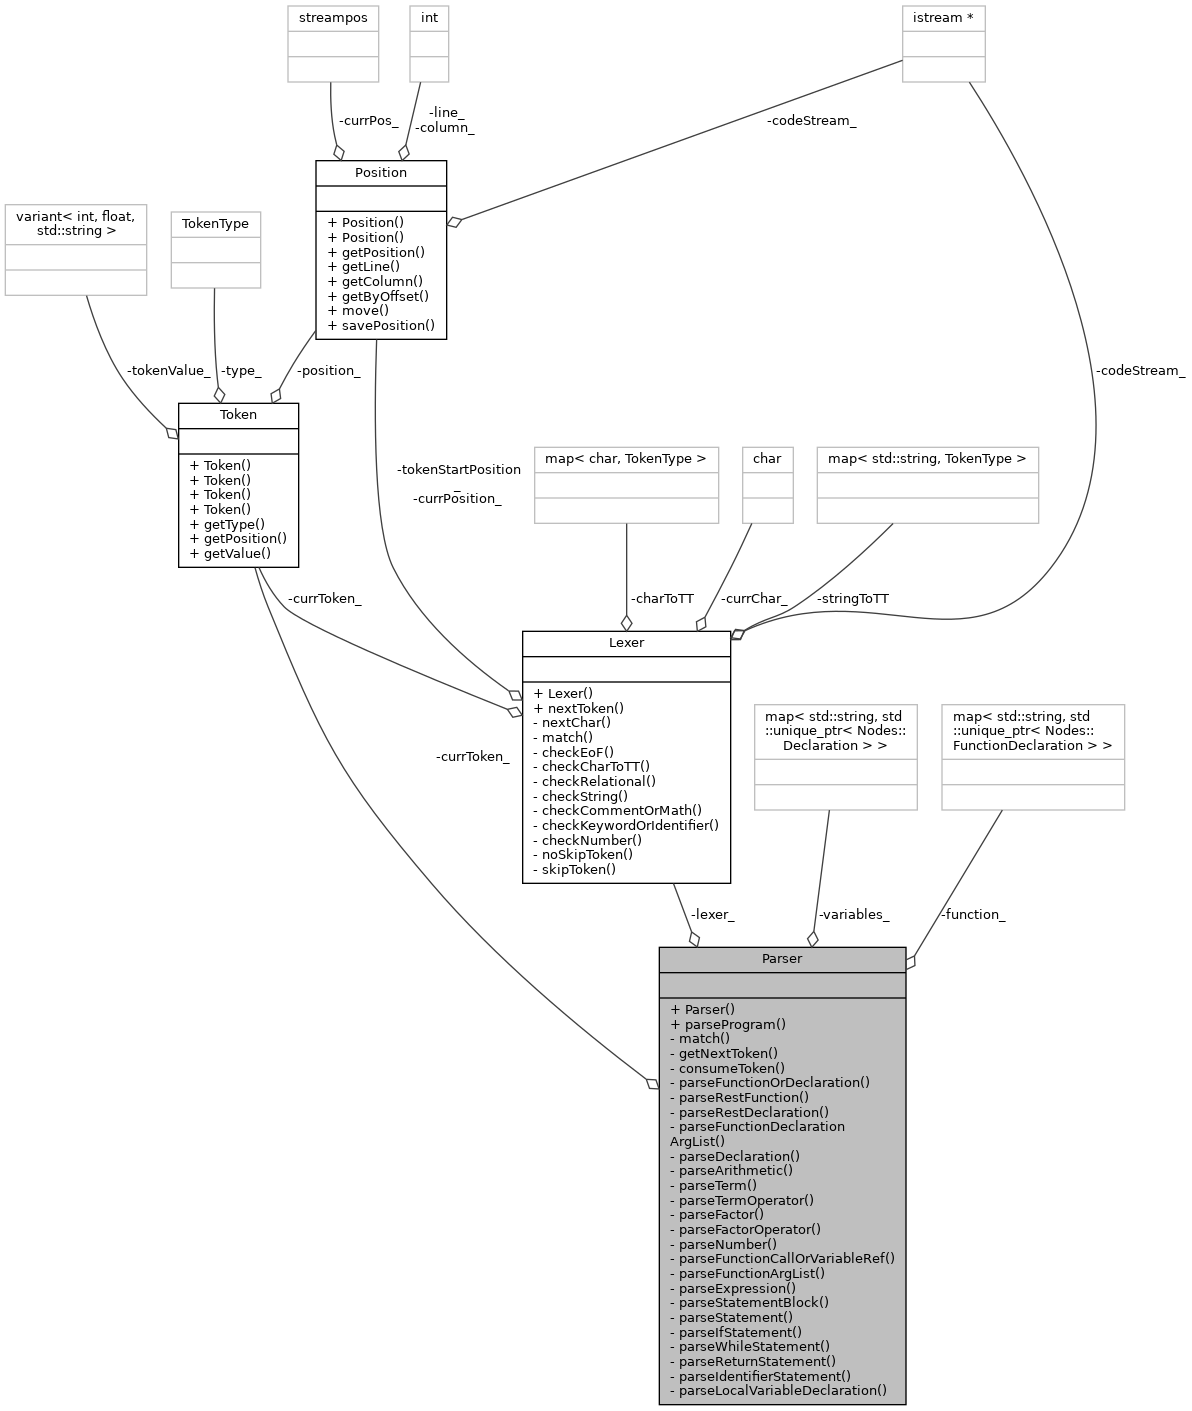 streampos
int
istream *
-currPos_
-line_
-column_
-codeStream_
Position
+ Position()
+ Position()
+ getPosition()
+ getLine()
+ getColumn()
+ getByOffset()
+ move()
+ savePosition()
variant< int, float,
std::string >
TokenType
-tokenValue_
-type_
-position_
-codeStream_
Token
+ Token()
+ Token()
+ Token()
+ Token()
+ getType()
+ getPosition()
+ getValue()
-tokenStartPosition
_
-currPosition_
map< char, TokenType >
char
map< std::string, TokenType >
-currToken_
-charToTT
-currChar_
-stringToTT
Lexer
+ Lexer()
+ nextToken()
- nextChar()
- match()
- checkEoF()
- checkCharToTT()
- checkRelational()
- checkString()
- checkCommentOrMath()
- checkKeywordOrIdentifier()
- checkNumber()
- noSkipToken()
- skipToken()
-currToken_
map< std::string, std
::unique_ptr< Nodes::
Declaration > >
map< std::string, std
::unique_ptr< Nodes::
FunctionDeclaration > >
-lexer_
-variables_
-function_
Parser
+ Parser()
+ parseProgram()
- match()
- getNextToken()
- consumeToken()
- parseFunctionOrDeclaration()
- parseRestFunction()
- parseRestDeclaration()
- parseFunctionDeclaration
ArgList()
- parseDeclaration()
- parseArithmetic()
- parseTerm()
- parseTermOperator()
- parseFactor()
- parseFactorOperator()
- parseNumber()
- parseFunctionCallOrVariableRef()
- parseFunctionArgList()
- parseExpression()
- parseStatementBlock()
- parseStatement()
- parseIfStatement()
- parseWhileStatement()
- parseReturnStatement()
- parseIdentifierStatement()
- parseLocalVariableDeclaration()